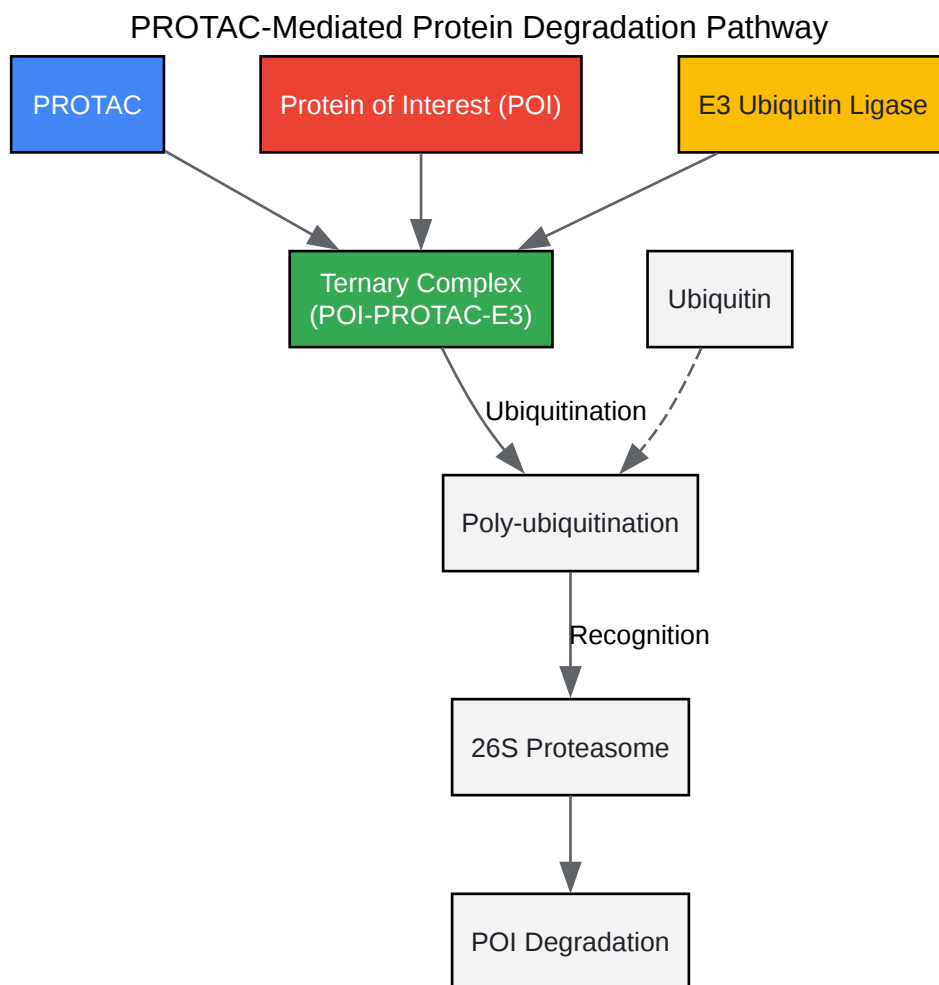 PROTAC-Mediated Protein Degradation Pathway
PROTAC
Protein of Interest (POI)
E3 Ubiquitin Ligase
Ternary Complex
(POI-PROTAC-E3)
Ubiquitin
Ubiquitination
Poly-ubiquitination
Recognition
26S Proteasome
POI Degradation